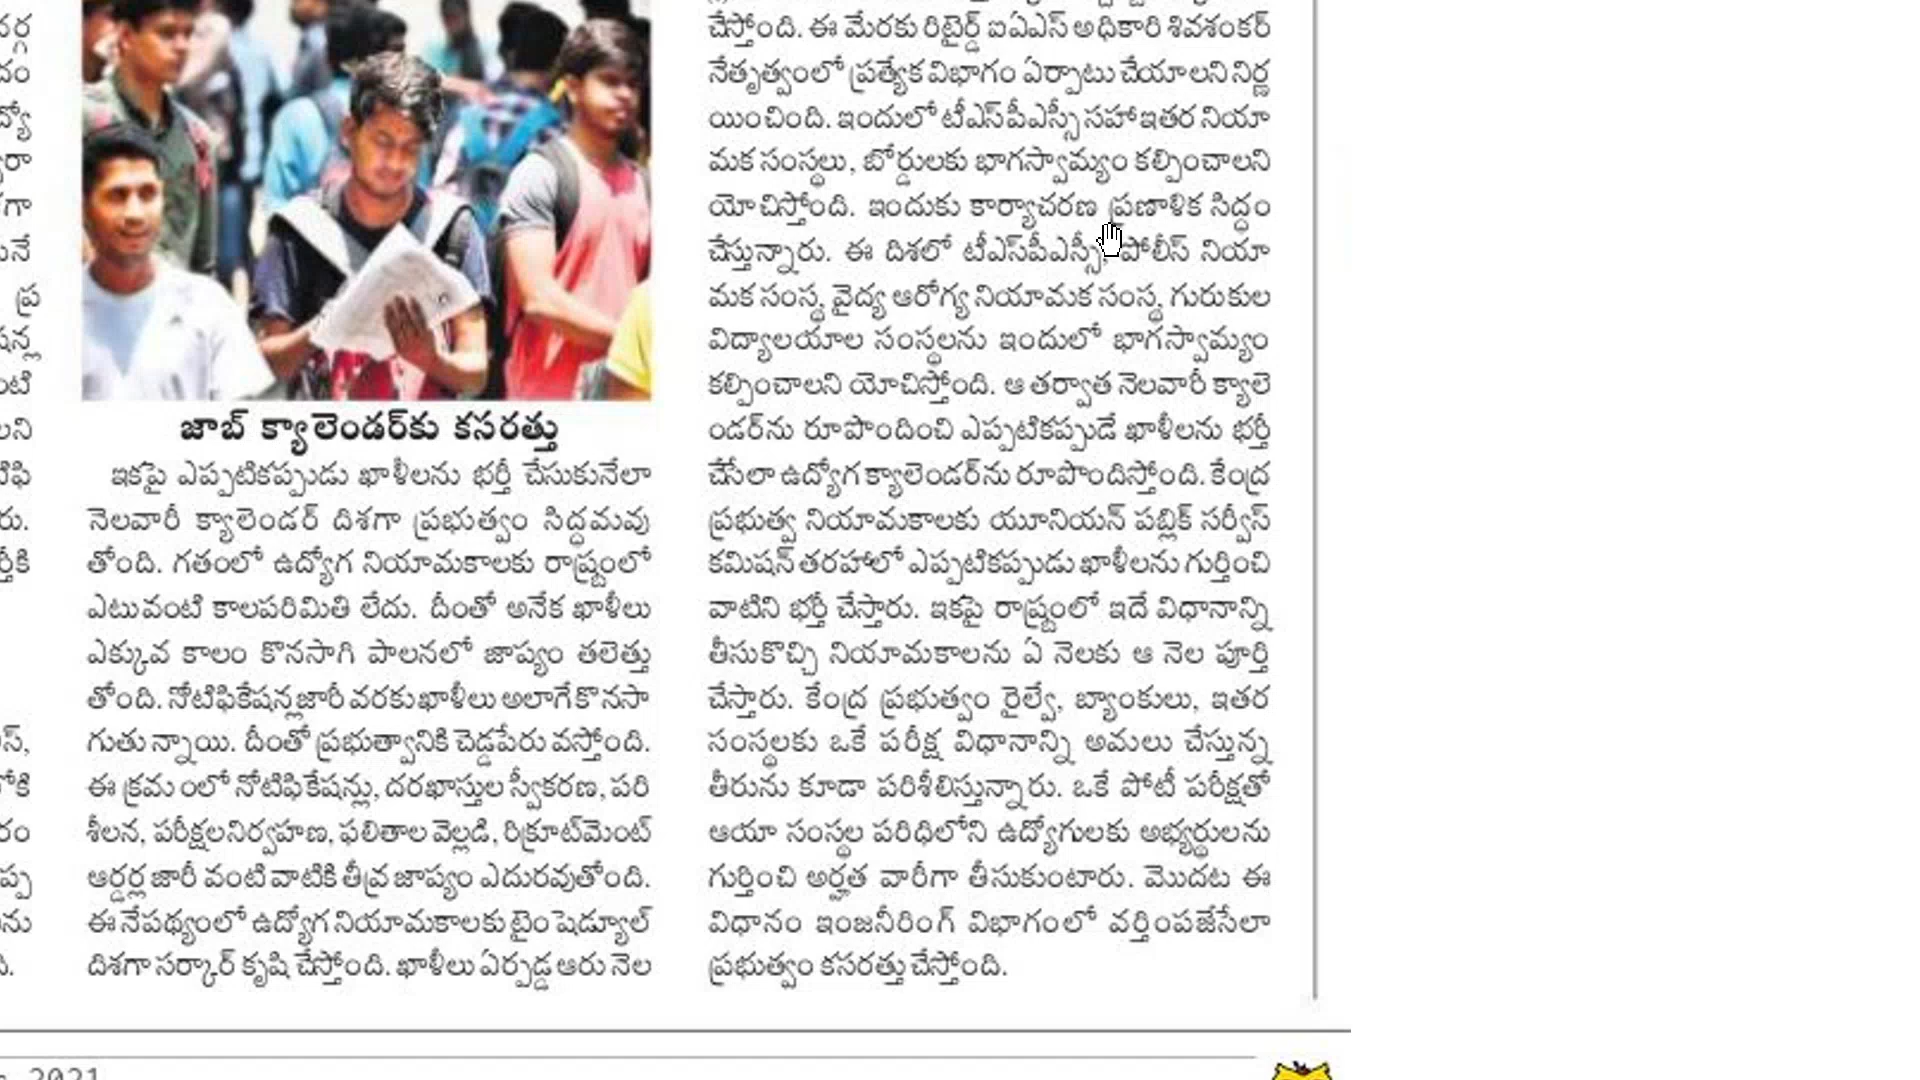 జాబ్ క్యాలెండర్‌కు కసరత్తు
ఇకపై ఎప్పటికప్పుడు ఖాళీలను భర్తీ చేసుకునేలా
నెలవారీ క్యాలెండర్ దిశగా ప్రభుత్వం సిద్ధమవు
తోంది. గతంలో ఉద్యోగ నియామకాలకు రాష్ట్రంలో
ఎటువంటి కాలపరిమితి లేదు. దీంతో అనేక ఖాళీలు
ఎక్కువ కాలం కొనసాగి పాలనలో జాప్యం తలెత్తు
తోంది. నోటిఫికేషన్ల జారీ వరకు ఖాళీలు అలాగే కొనసా
గుతు న్నాయి. దీంతో ప్రభుత్వానికి చెడ్డపేరు వస్తోంది.
ఈ క్రమం లో నోటిఫికేషన్లు, దరఖాస్తుల స్వీకరణ, పరి
శీలన, పరీక్షల నిర్వహణ, ఫలితాల వెల్లడి, రిక్రూట్‌మెంట్
ఆర్డర్ల జారీ వంటి వాటికి తీవ్ర జాప్యం ఎదురవుతోంది.
ఈ నేపథ్యంలో ఉద్యోగ నియామకాలకు టైం షెడ్యూల్
దిశగా సర్కార్ కృషి చేస్తోంది. ఖాళీలు ఏర్పడ్డ ఆరు నెల
చేస్తోంది. ఈ మేరకు రిటైర్డ్ ఐఏఎస్ అధికారి శివశంకర్
నేతృత్వంలో ప్రత్యేక విభాగం ఏర్పాటు చేయాలని నిర్ణ
యించింది. ఇందులో టీఎస్‌పీఎస్సీ సహా ఇతర నియా
మక సంస్థలు, బోర్డులకు భాగస్వామ్యం కల్పించాలని
యోచిస్తోంది. ఇందుకు కార్యాచరణ ప్రణాళిక సిద్ధం
చేస్తున్నారు. ఈ దిశలో టీఎస్‌పీఎస్సీ, పోలీస్ నియా
మక సంస్థ, వైద్య ఆరోగ్య నియామక సంస్థ, గురుకుల
విద్యాలయాల సంస్థలను ఇందులో భాగస్వామ్యం
కల్పించాలని యోచిస్తోంది. ఆ తర్వాత నెలవారీ క్యాలె
ండర్‌ను రూపొందించి ఎప్పటికప్పుడే ఖాళీలను భర్తీ
చేసేలా ఉద్యోగ క్యాలెండర్‌ను రూపొందిస్తోంది. కేంద్ర
ప్రభుత్వ నియామకాలకు యూనియన్ పబ్లిక్ సర్వీస్
కమిషన్ తరహాలో ఎప్పటికప్పుడు ఖాళీలను గుర్తించి
వాటిని భర్తీ చేస్తారు. ఇకపై రాష్ట్రంలో ఇదే విధానాన్ని
తీసుకొచ్చి నియామకాలను ఏ నెలకు ఆ నెల పూర్తి
చేస్తారు. కేంద్ర ప్రభుత్వం రైల్వే, బ్యాంకులు, ఇతర
సంస్థలకు ఒకే పరీక్ష విధానాన్ని అమలు చేస్తున్న
తీరును కూడా పరిశీలిస్తున్నారు. ఒకే పోటీ పరీక్షతో
ఆయా సంస్థల పరిధిలోని ఉద్యోగులకు అభ్యర్థులను
గుర్తించి అర్హత వారీగా తీసుకుంటారు. మొదట ఈ
విధానం ఇంజనీరింగ్ విభాగంలో వర్తింపజేసేలా
ప్రభుత్వం కసరత్తు చేస్తోంది.
2021